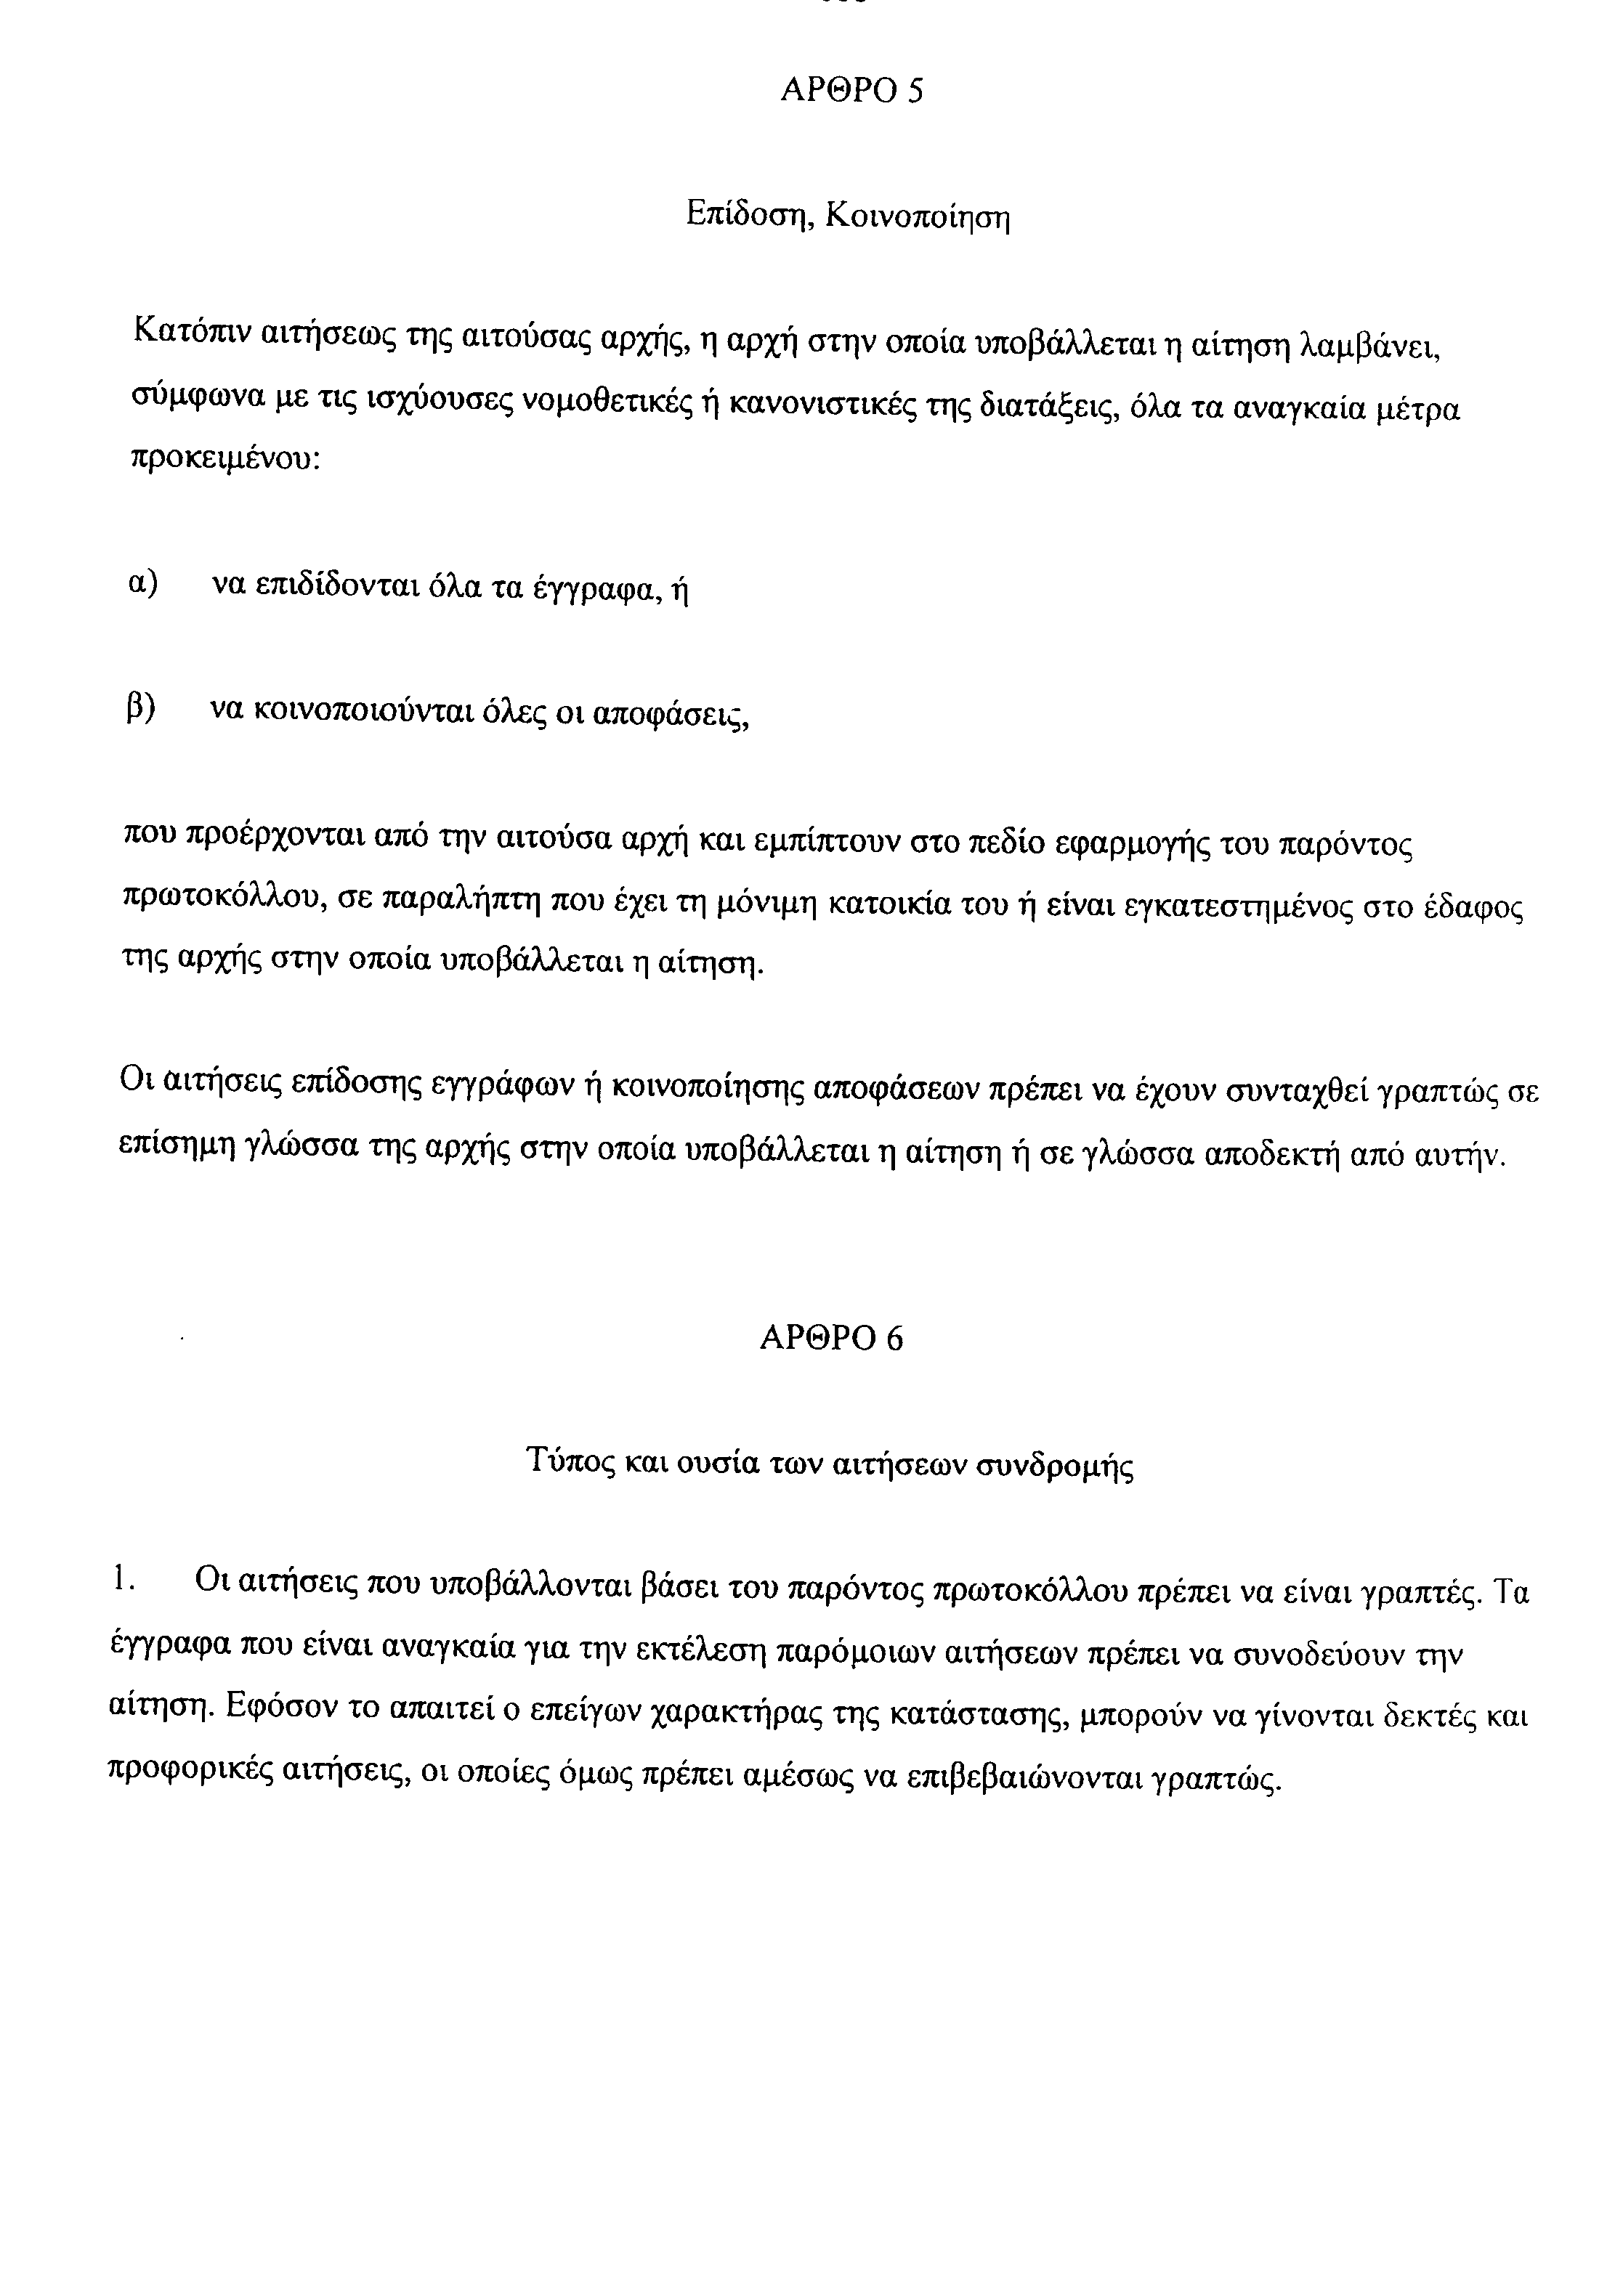 ΑΡΘΡΟ 5
Επίδοση, Κοινοποίηση
Κατόπιν αιτήσεως της αιτούσας αρχής, η αρχή στην οποία υποβάλλεται η αίτηση λαμβάνει,
σύμφωνα με τις ισχύουσες νομοθετικές ή κανονιστικές της διατάξεις, όλα τα αναγκαία μέτρα
προκειμένου:
α) να επιδίδονται όλα τα έγγραφα, ή
β) να κοινοποιούνται όλες οι αποφάσεις,
που προέρχονται από την αιτούσα αρχή και εμπίπτουν στο πεδίο εφαρμογής του παρόντος
πρωτοκόλλου, σε παραλήπτη που έχει τη μόνιμη κατοικία του ή είναι εγκατεστημένος στο έδαφος
της αρχής στην οποία υποβάλλεται η αίτηση.
Οι αιτήσεις επίδοσης εγγράφων ή κοινοποίησης αποφάσεων πρέπει να έχουν συνταχθεί γραπτώς σε
επίσημη γλώσσα της αρχής στην οποία υποβάλλεται η αίτηση ή σε γλώσσα αποδεκτή από αυτήν.
ΑΡΘΡΟ 6
Τύπος και ουσία των αιτήσεων συνδρομής
1. Οι αιτήσεις που υποβάλλονται βάσει του παρόντος πρωτοκόλλου πρέπει να είναι γραπτές. Τα
έγγραφα που είναι αναγκαία για την εκτέλεση παρόμοιων αιτήσεων πρέπει να συνοδεύουν την
αίτηση. Εφόσον το απαιτεί ο επείγων χαρακτήρας της κατάστασης, μπορούν να γίνονται δεκτές και
προφορικές αιτήσεις, οι οποίες όμως πρέπει αμέσως να επιβεβαιώνονται γραπτώς.